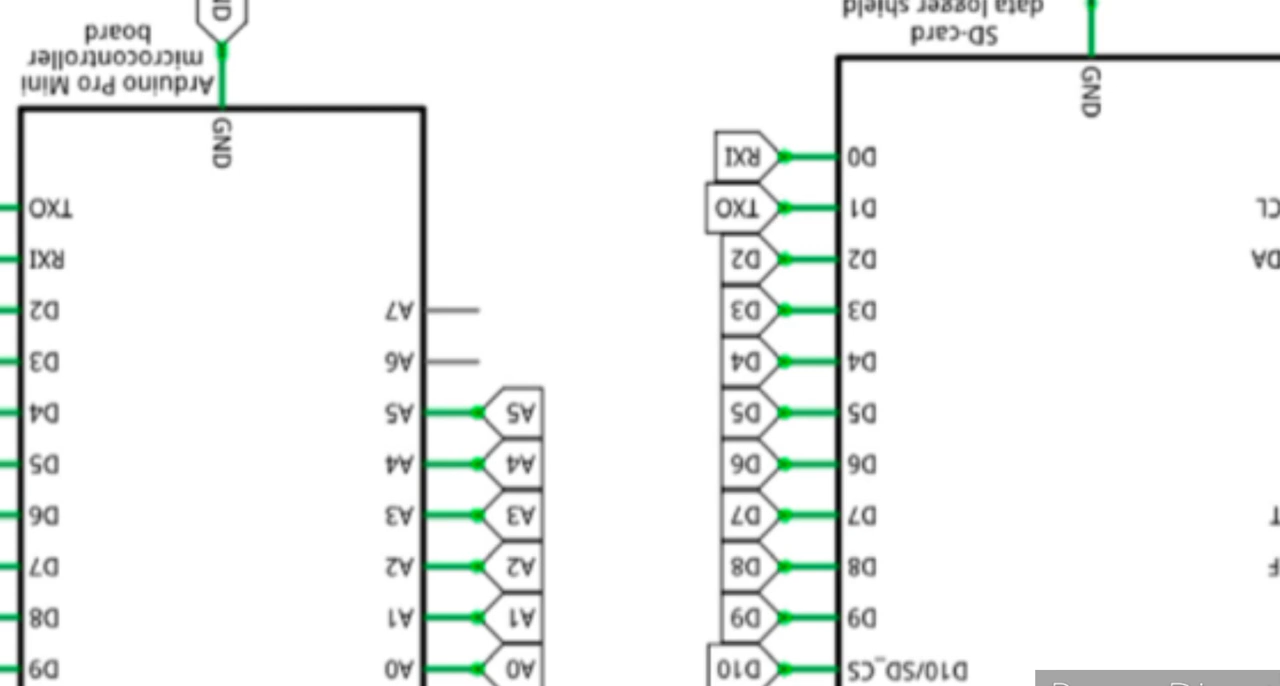 Arduino Pro Mini
microcontroller
board
ND
GND
TXO
RXI
D2
D3
D4
D5
D6
D7
D8
D9
A7
A6
A5
A4
A3
A2
A1
A0
A5
A4
A3
A2
A1
A0
SD-card
data logger shield
GND
RXI
TXO
D2
D3
D4
D5
D6
D7
D8
D9
D10
D0
D1
D2
D3
D4
D5
D6
D7
D8
D9
D10/SD_CS
CL
DA
T
F